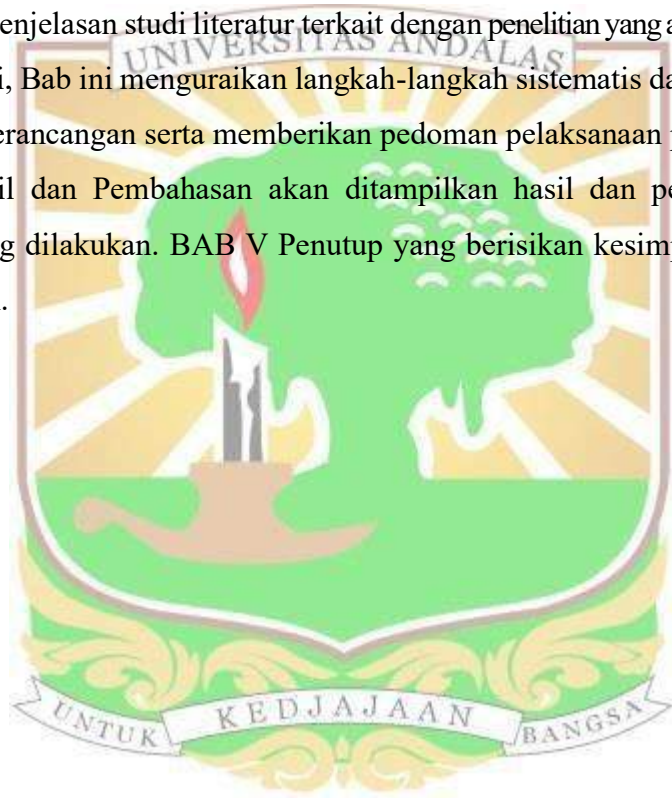 enjelasan studi literatur terkait dengan penelitian yang a
UNIVERSITAS ANDALAS
i, Bab ini menguraikan langkah-langkah sistematis da
erancangan serta memberikan pedoman pelaksanaan p
il dan Pembahasan akan ditampilkan hasil dan pe
g dilakukan. BAB V Penutup yang berisikan kesimp
.
UNTUK KEDJAJAAN BANGSA